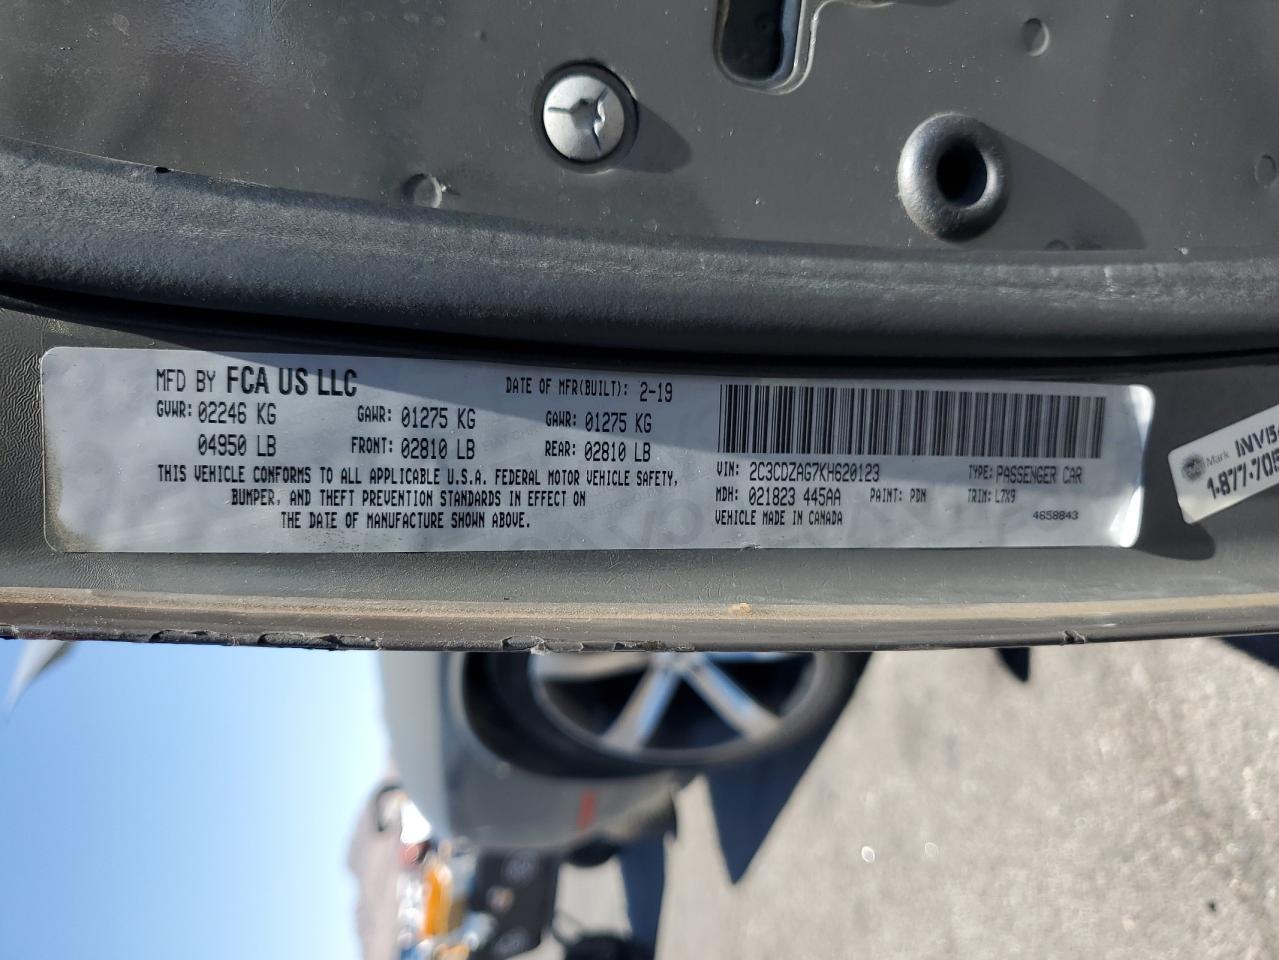 MFD BY FCA US LLC DATE OF MFR(BUILT): 2-19
GVWR: 02246 KG GAWR: 01275 KG GAWR: 01275 KG
04950 LB FRONT: 02810 LB REAR: 02810 LB
THIS VEHICLE CONFORMS TO ALL APPLICABLE U.S.A. FEDERAL MOTOR VEHICLE SAFETY,
BUMPER, AND THEFT PREVENTION STANDARDS IN EFFECT ON
THE DATE OF MANUFACTURE SHOWN ABOVE.
VIN: 2C3CDZAG7KH620123 TYPE: PASSENGER CAR
MDH: 021823 445AA PAINT: PDN TRIM: L7X9
VEHICLE MADE IN CANADA 4658843
Mark
1-877-